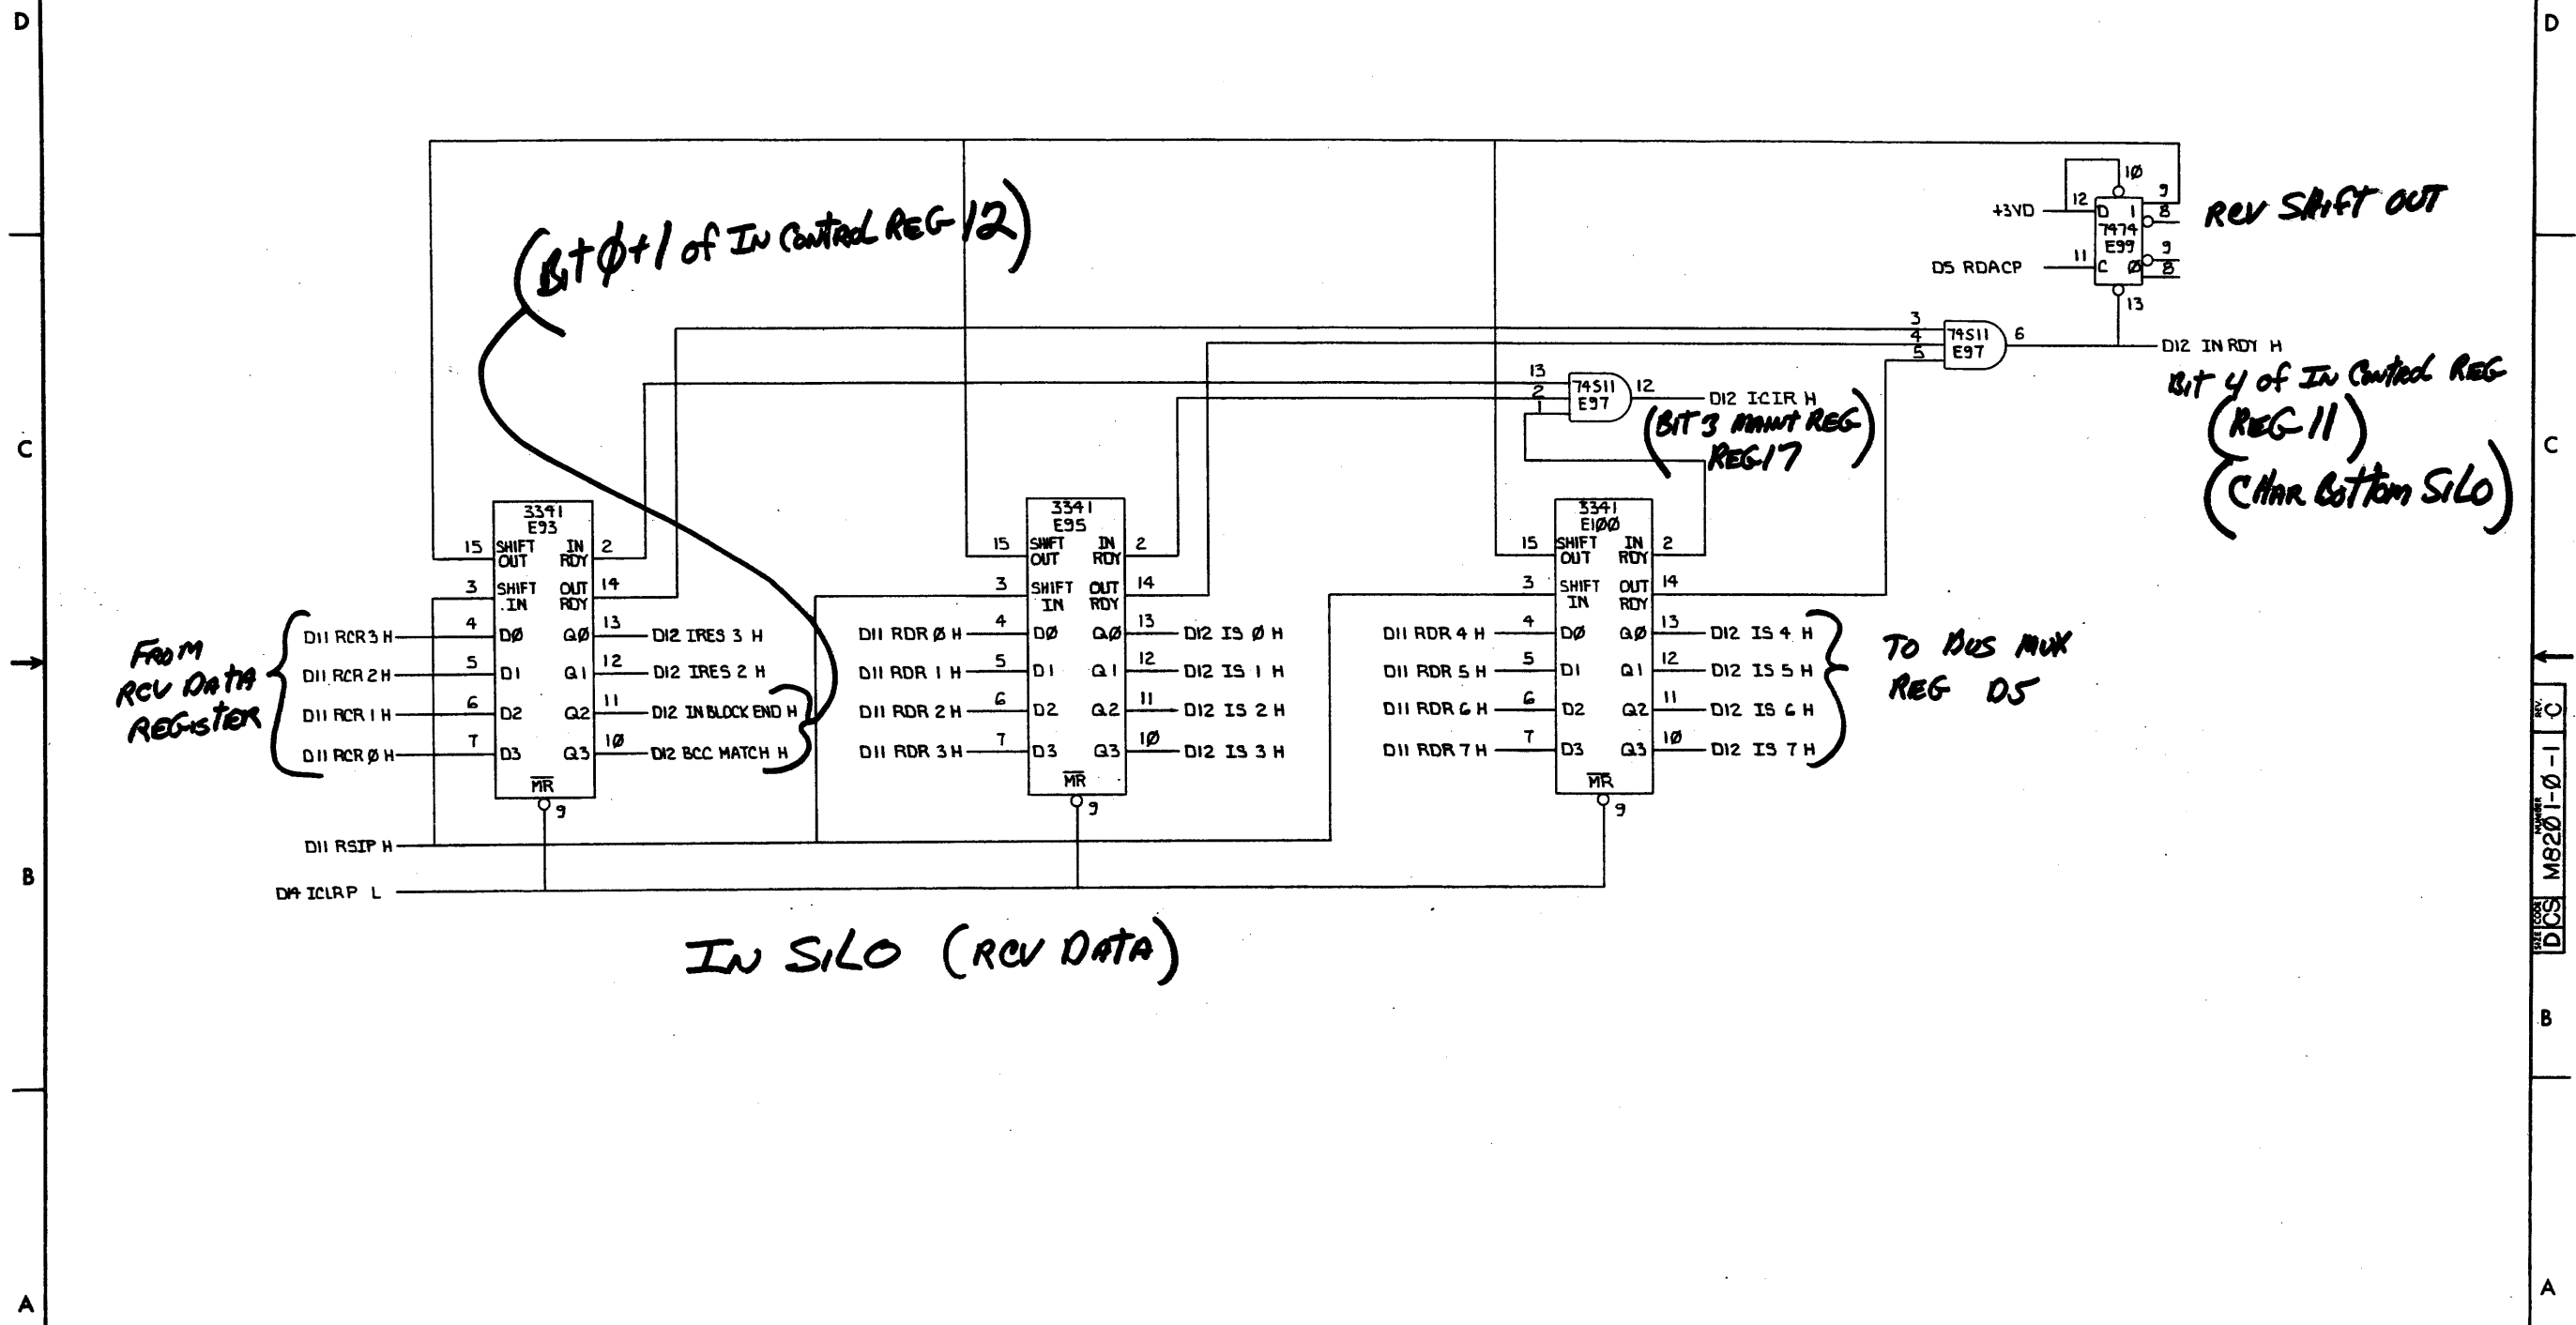 D
D
(Bit ϕ+1 of IN Control REG 12)
10
+3VD 12 D 1 9
8
7474
E99
D5 RDACP 11 C Ø 9
8
13
RCV Shift OUT
3
4
5
74S11
E97
6
D12 IN RDY H
Bit 4 of IN Control REG
(REG 11)
(CHAR Bottom SiLO)
13
2
1
74S11
E97
12
D12 ICIR H
(BIT 3 MAINT REG
REG 17)
C
C
3341
E93
15 SHIFT OUT
IN RDY 2
3 SHIFT IN
OUT RDY 14
D11 RCR 3 H 4 DØ QØ 13 D12 IRES 3 H
D11 RCR 2 H 5 D1 Q1 12 D12 IRES 2 H
D11 RCR 1 H 6 D2 Q2 11 D12 IN BLOCK END H
D11 RCR Ø H 7 D3 Q3 1Ø D12 BCC MATCH H
MR
9
FROM
RCV DATA
REGISTER
3341
E95
15 SHIFT OUT
IN RDY 2
3 SHIFT IN
OUT RDY 14
D11 RDR Ø H 4 DØ QØ 13 D12 IS Ø H
D11 RDR 1 H 5 D1 Q1 12 D12 IS 1 H
D11 RDR 2 H 6 D2 Q2 11 D12 IS 2 H
D11 RDR 3 H 7 D3 Q3 1Ø D12 IS 3 H
MR
9
3341
E1ØØ
15 SHIFT OUT
IN RDY 2
3 SHIFT IN
OUT RDY 14
D11 RDR 4 H 4 DØ QØ 13 D12 IS 4 H
D11 RDR 5 H 5 D1 Q1 12 D12 IS 5 H
D11 RDR 6 H 6 D2 Q2 11 D12 IS 6 H
D11 RDR 7 H 7 D3 Q3 1Ø D12 IS 7 H
MR
9
TO BUS MUX
REG D5
D11 RSIP H
D14 ICLRP L
B
B
IN SiLO (RCV DATA)
SIZE D
CODE CS
NUMBER M82Ø1-Ø-1
REV. C
A
A